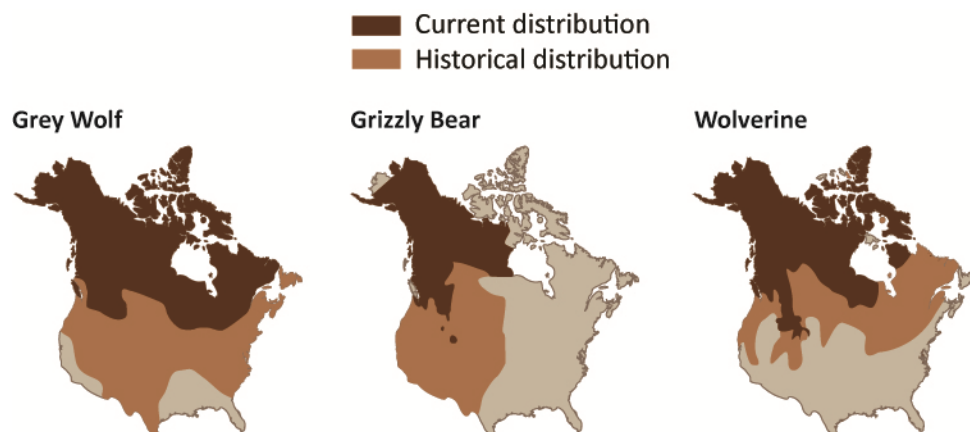 Current distribution
Historical distribution
Grey Wolf
Grizzly Bear
Wolverine